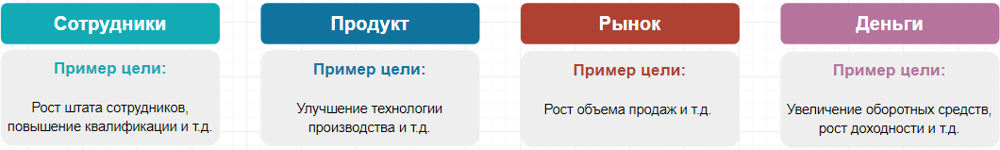 Сотрудники
Пример цели:
Рост штата сотрудников,
повышение квалификации и т.д.
Продукт
Пример цели:
Улучшение технологии
производства и т.д.
Рынок
Пример цели:
Рост объема продаж и т.д.
Деньги
Пример цели:
Увеличение оборотных средств,
рост доходности и т.д.